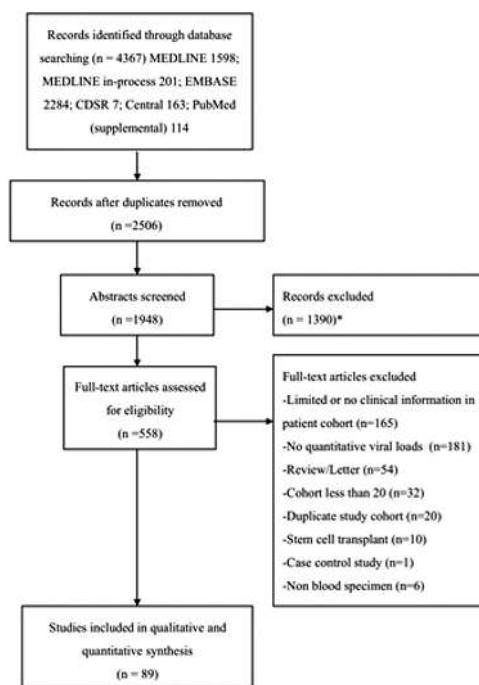 Records identified through database
searching (n = 4367) MEDLINE 1598;
MEDLINE in-process 201; EMBASE
2284; CDSR 7; Central 163; PubMed
(supplemental) 114
Records after duplicates removed
(n =2506)
Abstracts screened
(n =1948)
Records excluded
(n = 1390)*
Full-text articles assessed
for eligibility
(n =558)
Full-text articles excluded
-Limited or no clinical information in
patient cohort (n=165)
-No quantitative viral loads (n=181)
-Review/Letter (n=54)
-Cohort less than 20 (n=32)
-Duplicate study cohort (n=20)
-Stem cell transplant (n=10)
-Case control study (n=1)
-Non blood specimen (n=6)
Studies included in qualitative and
quantitative synthesis
(n = 89)